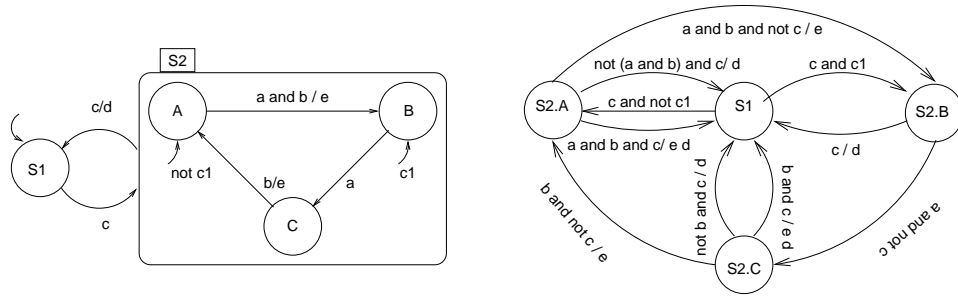 S2
c/d
S1
c
A
a and b / e
B
not c1
b/e
a
c1
C
a and b and not c / e
not (a and b) and c/ d
c and c1
S2.A
c and not c1
S1
S2.B
a and b and c/ e d
c / d
b and not c / e
not b and c / d
b and c / e d
a and not c
S2.C